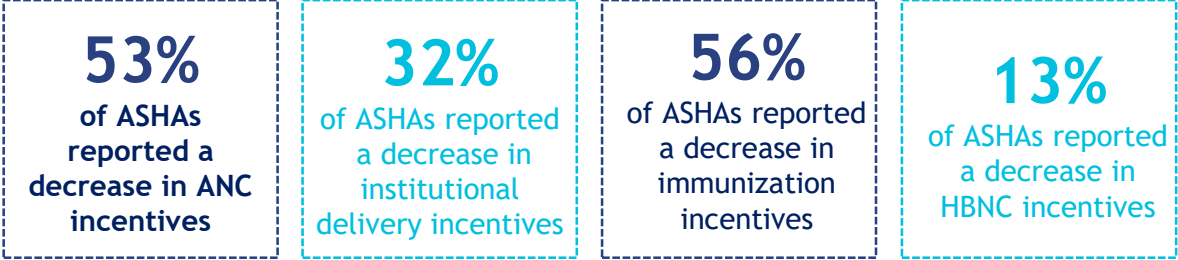 53%
of ASHAs
reported a
decrease in ANC
incentives
32%
of ASHAs reported
a decrease in
institutional
delivery incentives
56%
of ASHAs reported
a decrease in
immunization
incentives
13%
of ASHAs reported
a decrease in
HBNC incentives